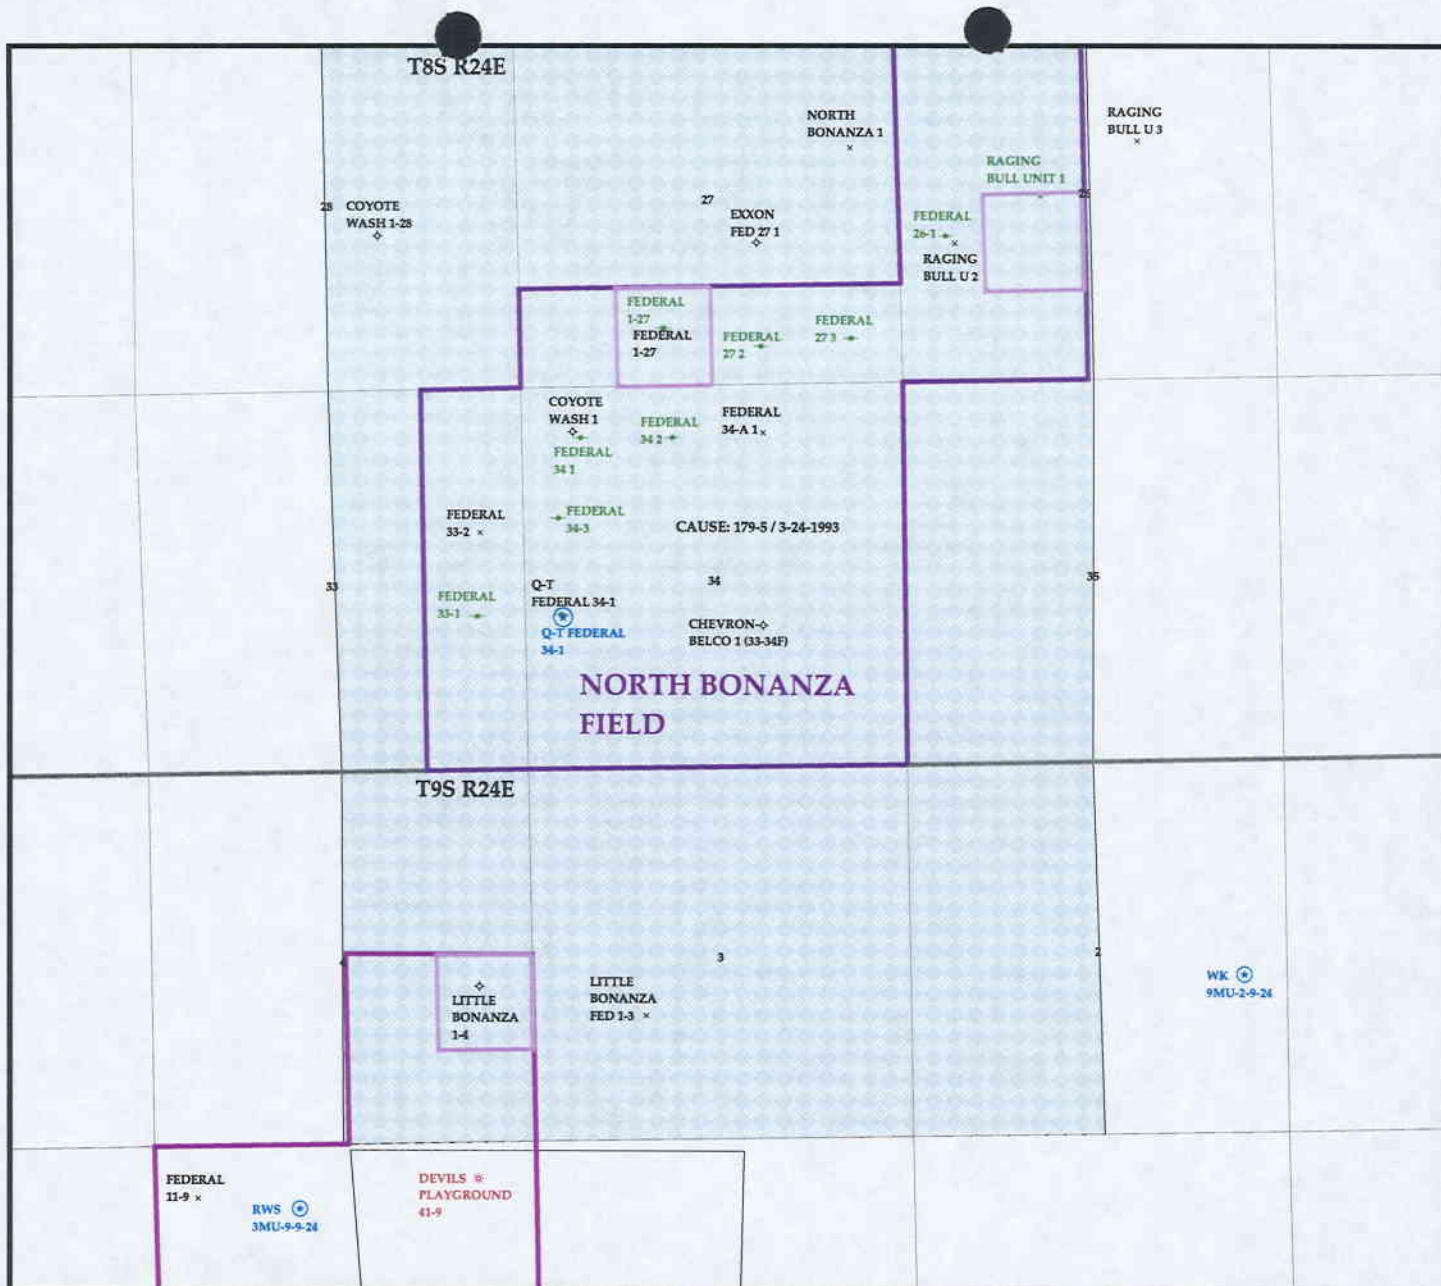 T8S R24E
NORTH
BONANZA 1
RAGING
BULL U 3
RAGING
BULL UNIT 1
28
COYOTE
WASH 1-28
27
EXXON
FED 27 1
FEDERAL
26-1
RAGING
BULL U 2
FEDERAL
1-27
FEDERAL
1-27
FEDERAL
27 2
FEDERAL
27 3
COYOTE
WASH 1
FEDERAL
34 1
FEDERAL
34 2
FEDERAL
34-A 1
FEDERAL
33-2
FEDERAL
34-3
CAUSE: 179-5 / 3-24-1993
33
FEDERAL
33-1
Q-T
FEDERAL 34-1
Q-T FEDERAL
34-1
34
35
CHEVRON
BELCO 1 (33-34F)
NORTH BONANZA
FIELD
T9S R24E
3
2
LITTLE
BONANZA
1-4
LITTLE
BONANZA
FED 1-3
WK
9MU-2-9-24
FEDERAL
11-9
RWS
3MU-9-9-24
DEVILS
PLAYGROUND
41-9